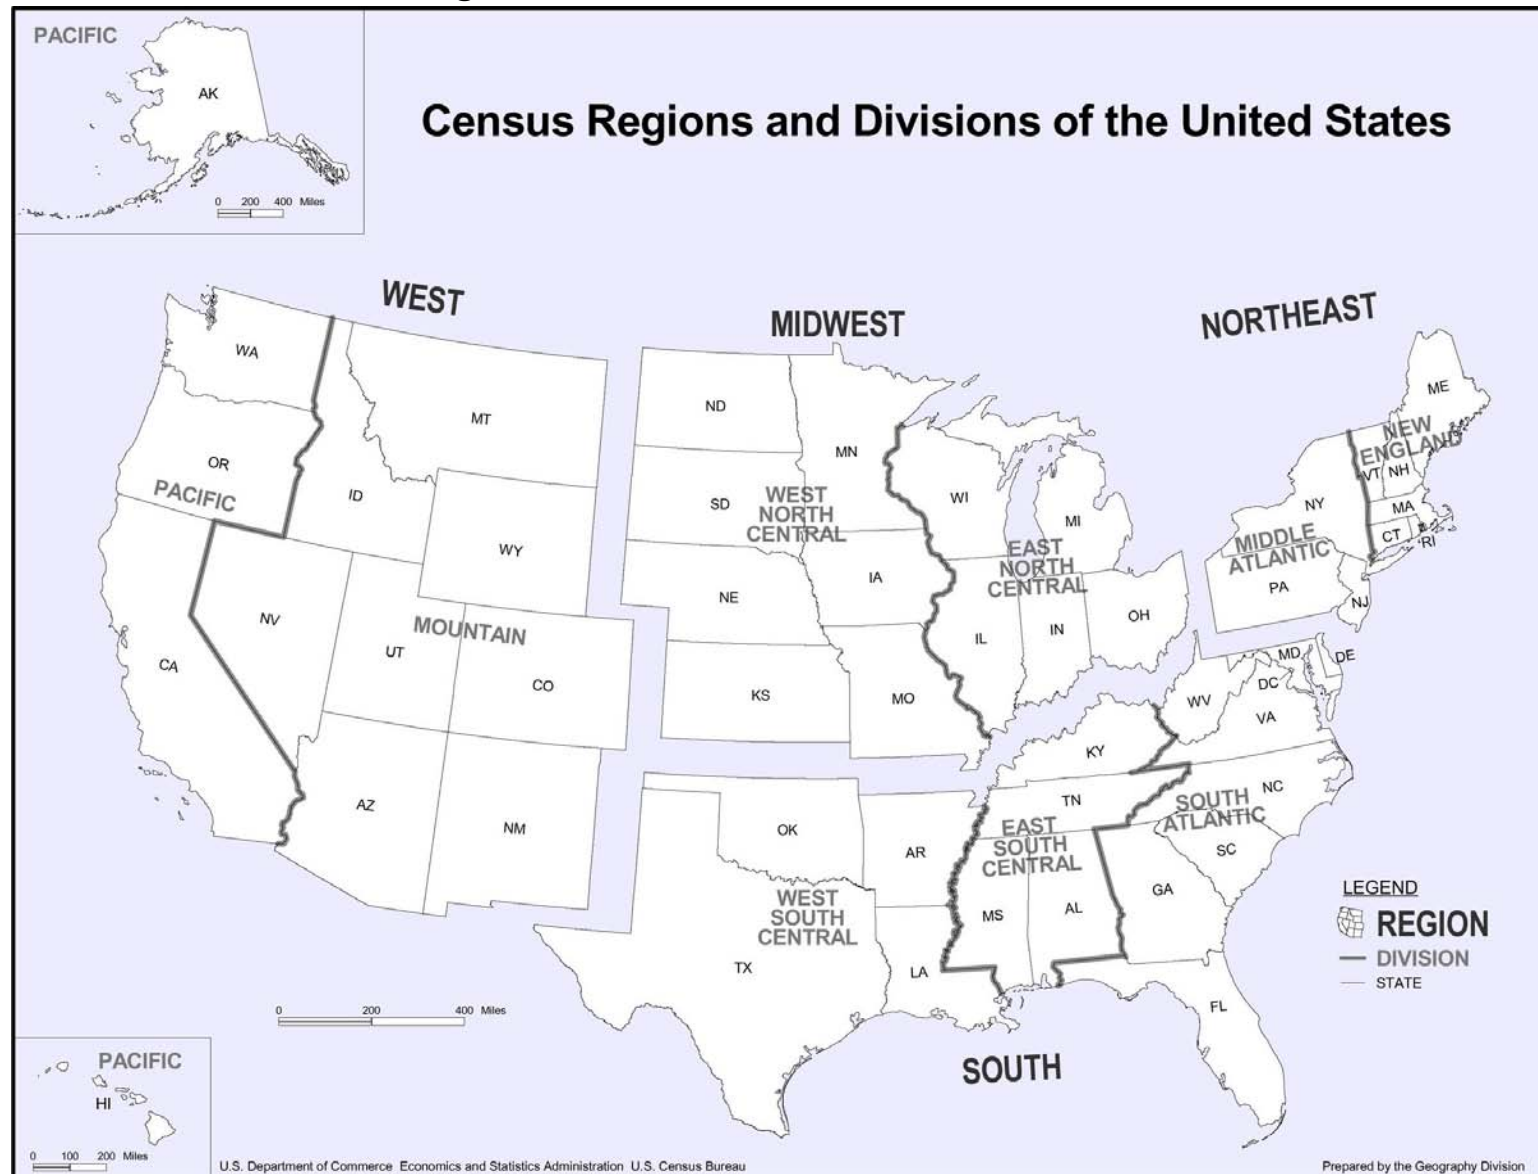 PACIFIC
AK
0 200 400 Miles
Census Regions and Divisions of the United States
WEST
MIDWEST
NORTHEAST
WA
MT
OR
PACIFIC
ID
WY
NV
UT
MOUNTAIN
CO
CA
AZ
NM
ND
MN
SD
WEST
NORTH
CENTRAL
IA
NE
KS
MO
WI
MI
EAST
NORTH
CENTRAL
IL
IN
OH
ME
NEW
ENGLAND
VT
NH
MA
CT
RI
NY
MIDDLE
ATLANTIC
PA
NJ
MD
DE
DC
WV
VA
KY
TN
NC
SOUTH
ATLANTIC
SC
EAST
SOUTH
CENTRAL
MS
AL
GA
FL
OK
AR
WEST
SOUTH
CENTRAL
TX
LA
SOUTH
LEGEND
REGION
DIVISION
STATE
0 200 400 Miles
PACIFIC
HI
0 100 200 Miles
U.S. Department of Commerce Economics and Statistics Administration U.S. Census Bureau
Prepared by the Geography Division